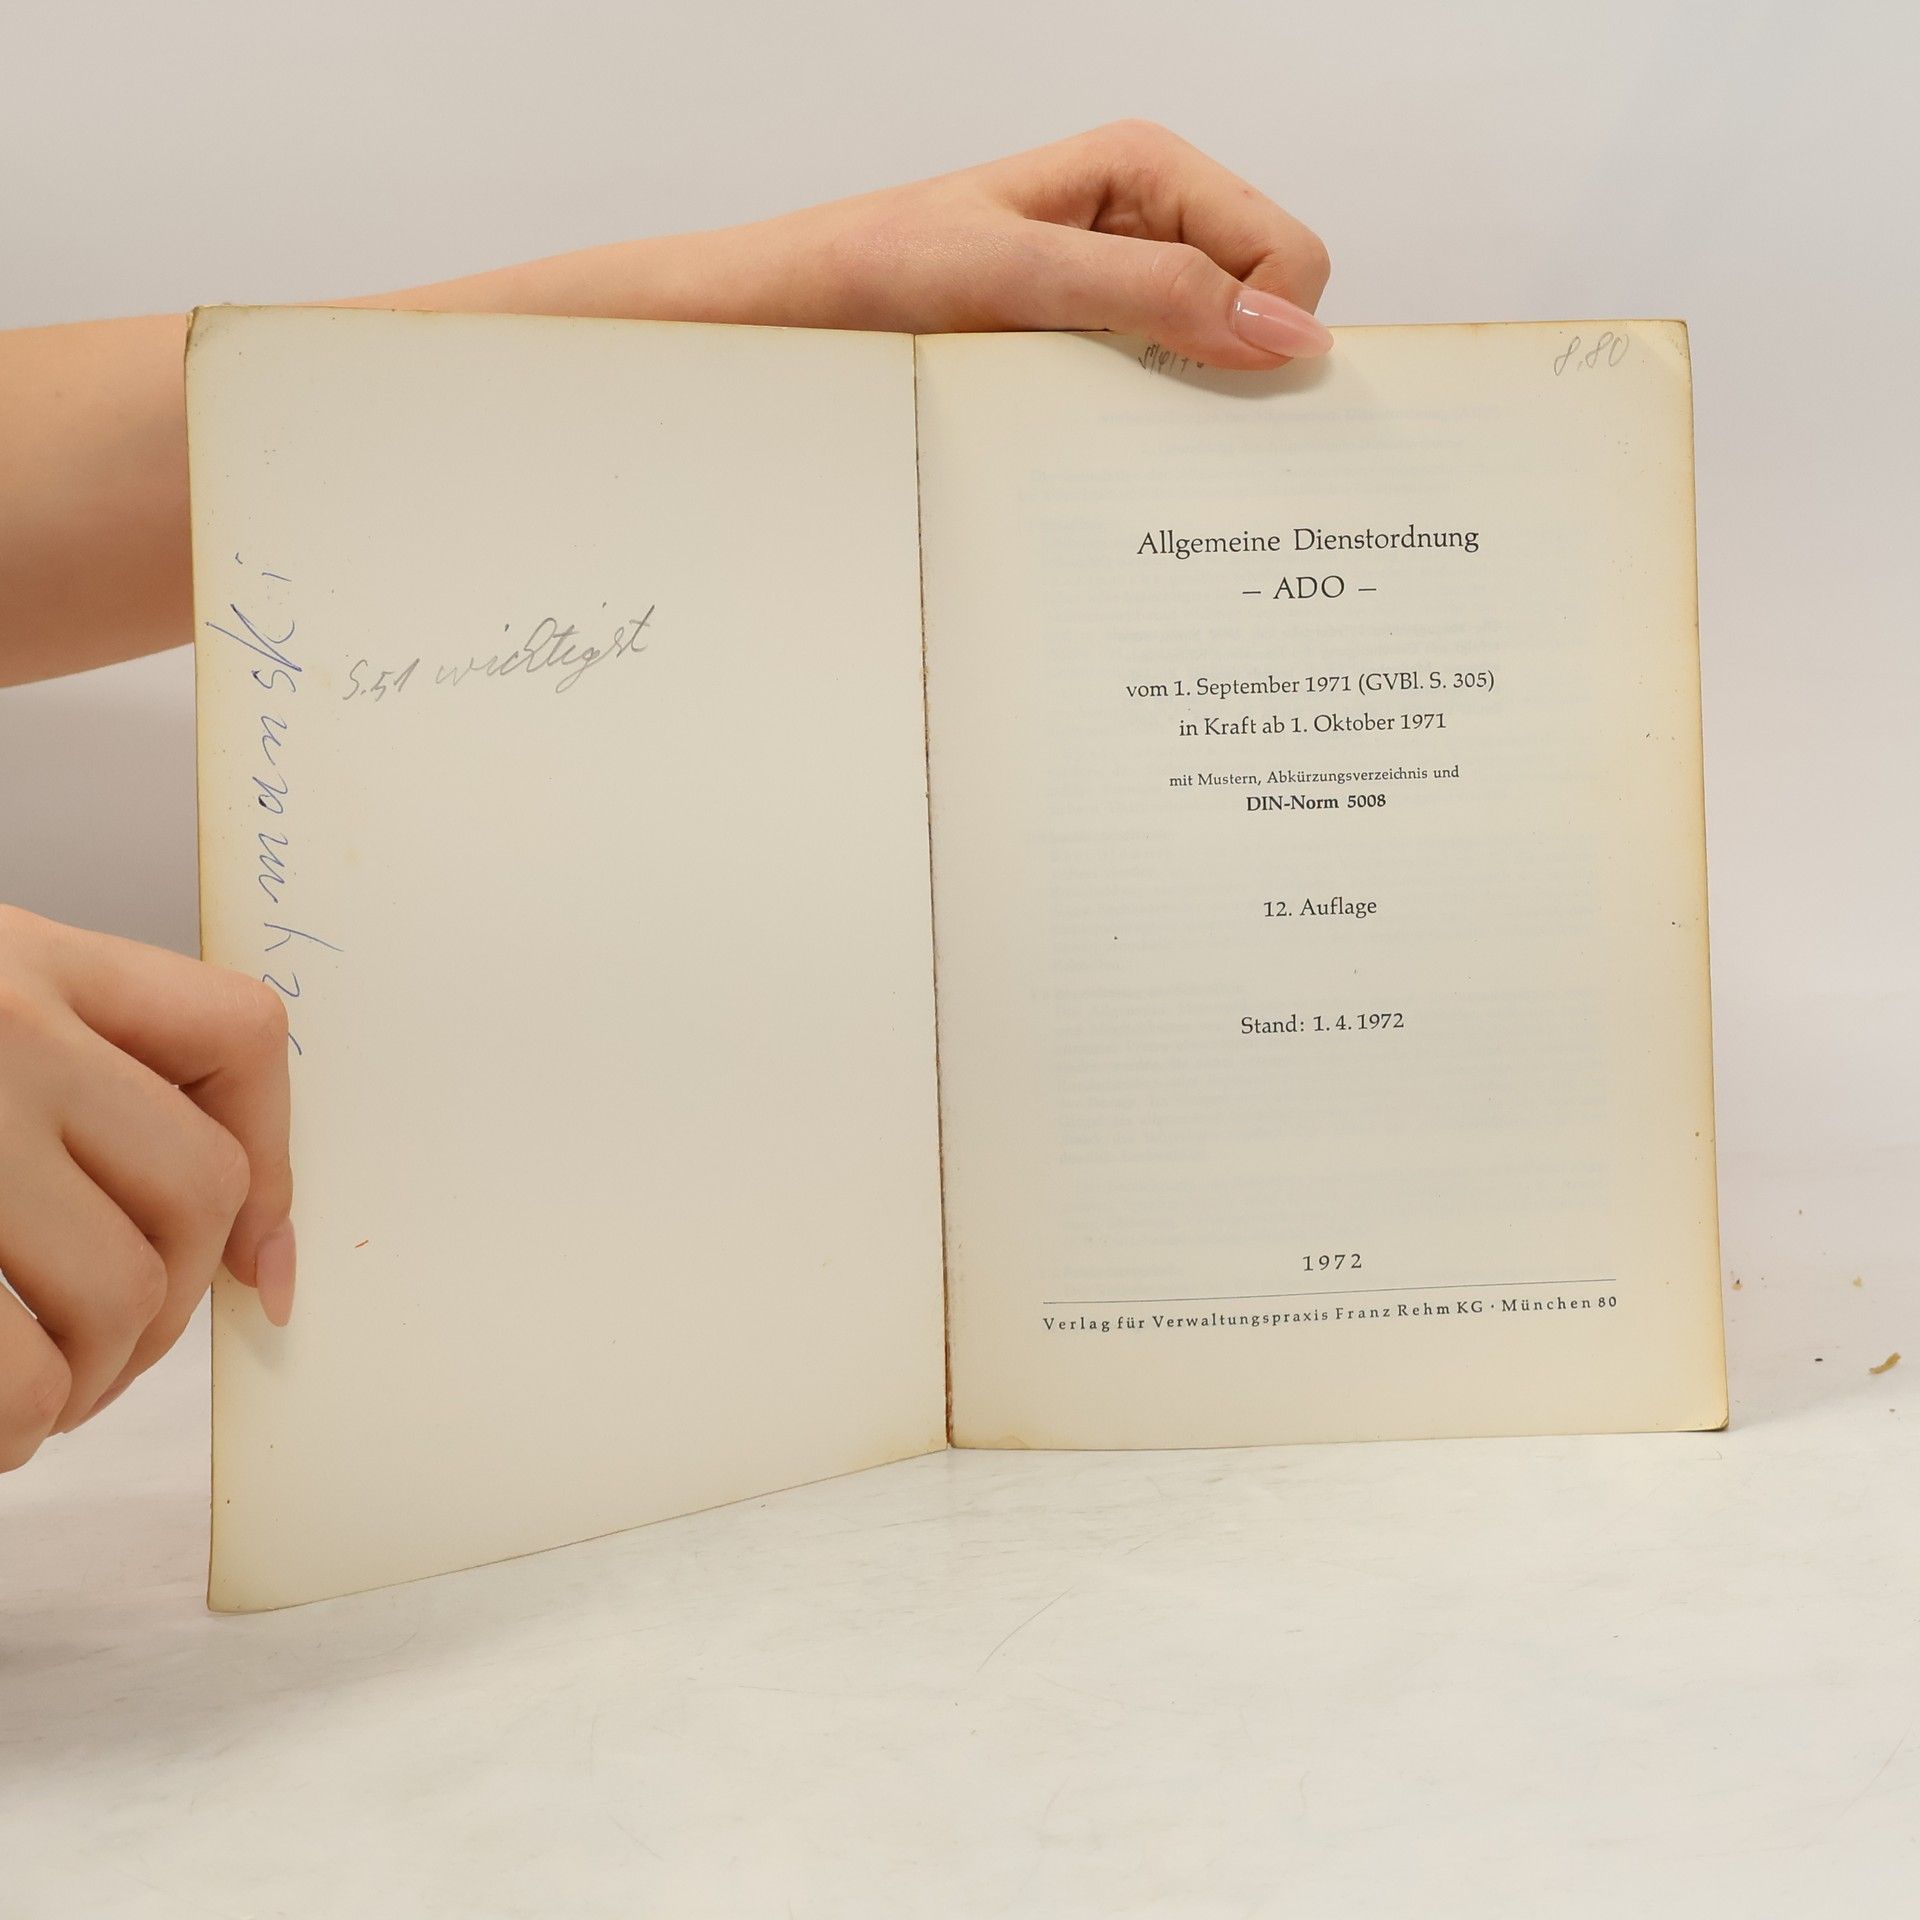 S.51 wichtigst
8.80
Allgemeine Dienstordnung
– ADO –
vom 1. September 1971 (GVBl. S. 305)
in Kraft ab 1. Oktober 1971
mit Mustern, Abkürzungsverzeichnis und
DIN-Norm 5008
12. Auflage
Stand: 1. 4. 1972
1972
Verlag für Verwaltungspraxis Franz Rehm KG · München 80